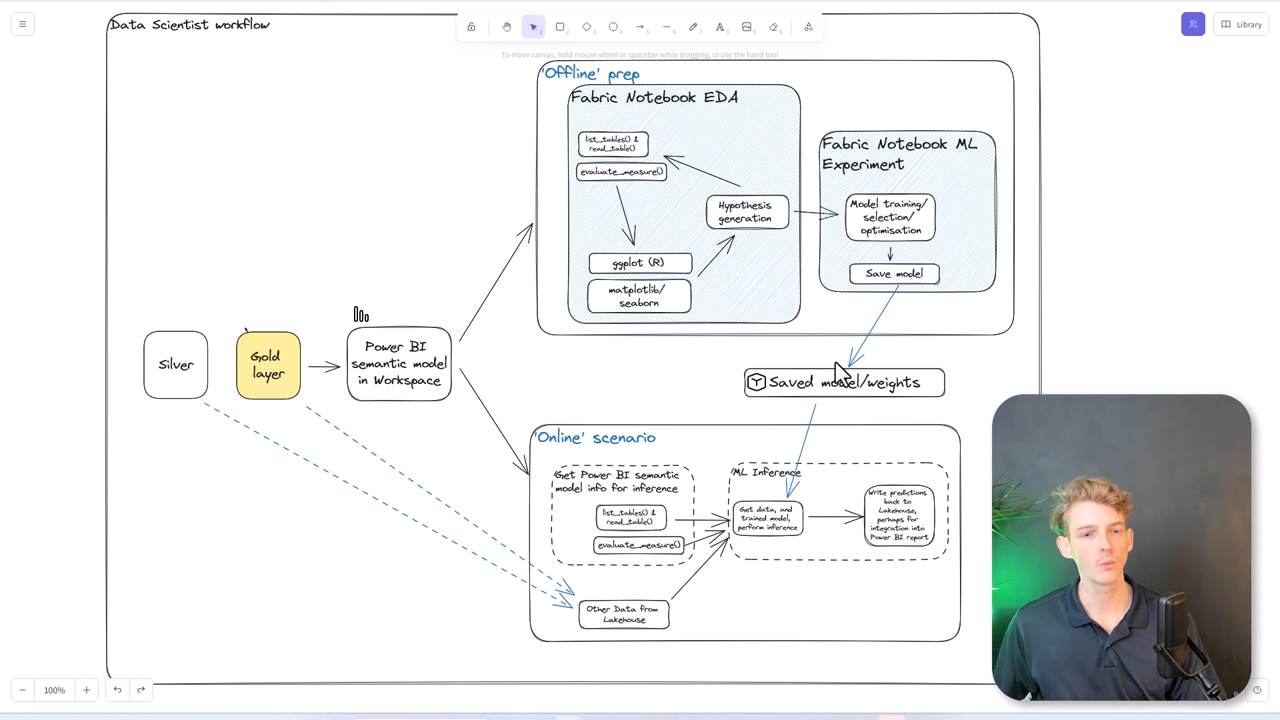 Data Scientist workflow
Library
To move canvas, hold mouse wheel or spacebar while dragging, or use the hand tool
'Offline' prep
Fabric Notebook EDA
list_tables() &
read_table()
evaluate_measure()
Hypothesis
generation
ggplot (R)
matplotlib/
seaborn
Fabric Notebook ML
Experiment
Model training/
selection/
optimisation
Save model
Silver
Gold
layer
Power BI
semantic model
in Workspace
Saved model/weights
'Online' scenario
Get Power BI semantic
model info for inference
list_tables() &
read_table()
evaluate_measure()
ML Inference
Get data, and
trained model,
perform inference
Write predictions
back to
Lakehouse,
perhaps for
integration into
Power BI report
Other Data from
Lakehouse
100%